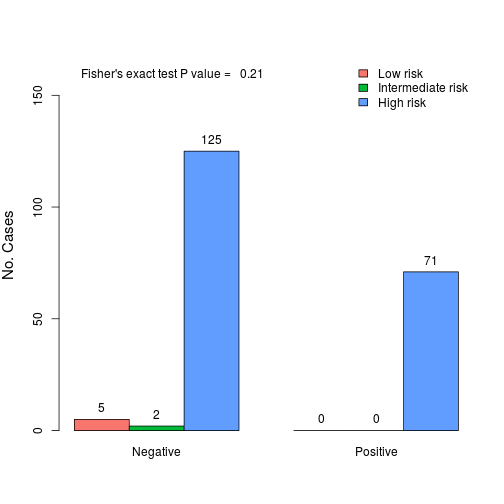 Fisher's exact test P value = 0.21
Low risk
Intermediate risk
High risk
No. Cases
150
100
50
0
5
2
125
0
0
71
Negative
Positive